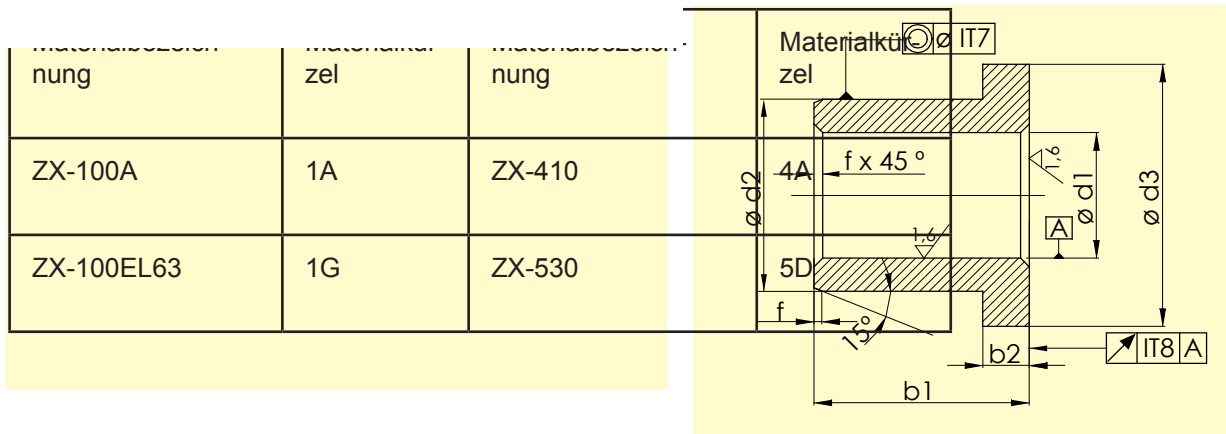 nung
zel
nung
Materialkür-
zel
ZX-100A
1A
ZX-410
4A
ZX-100EL63
1G
ZX-530
5D
ø IT7
f x 45 º
1,6
ø d2
ø d1
ø d3
1,6
A
f
15º
b2
IT8 A
b1